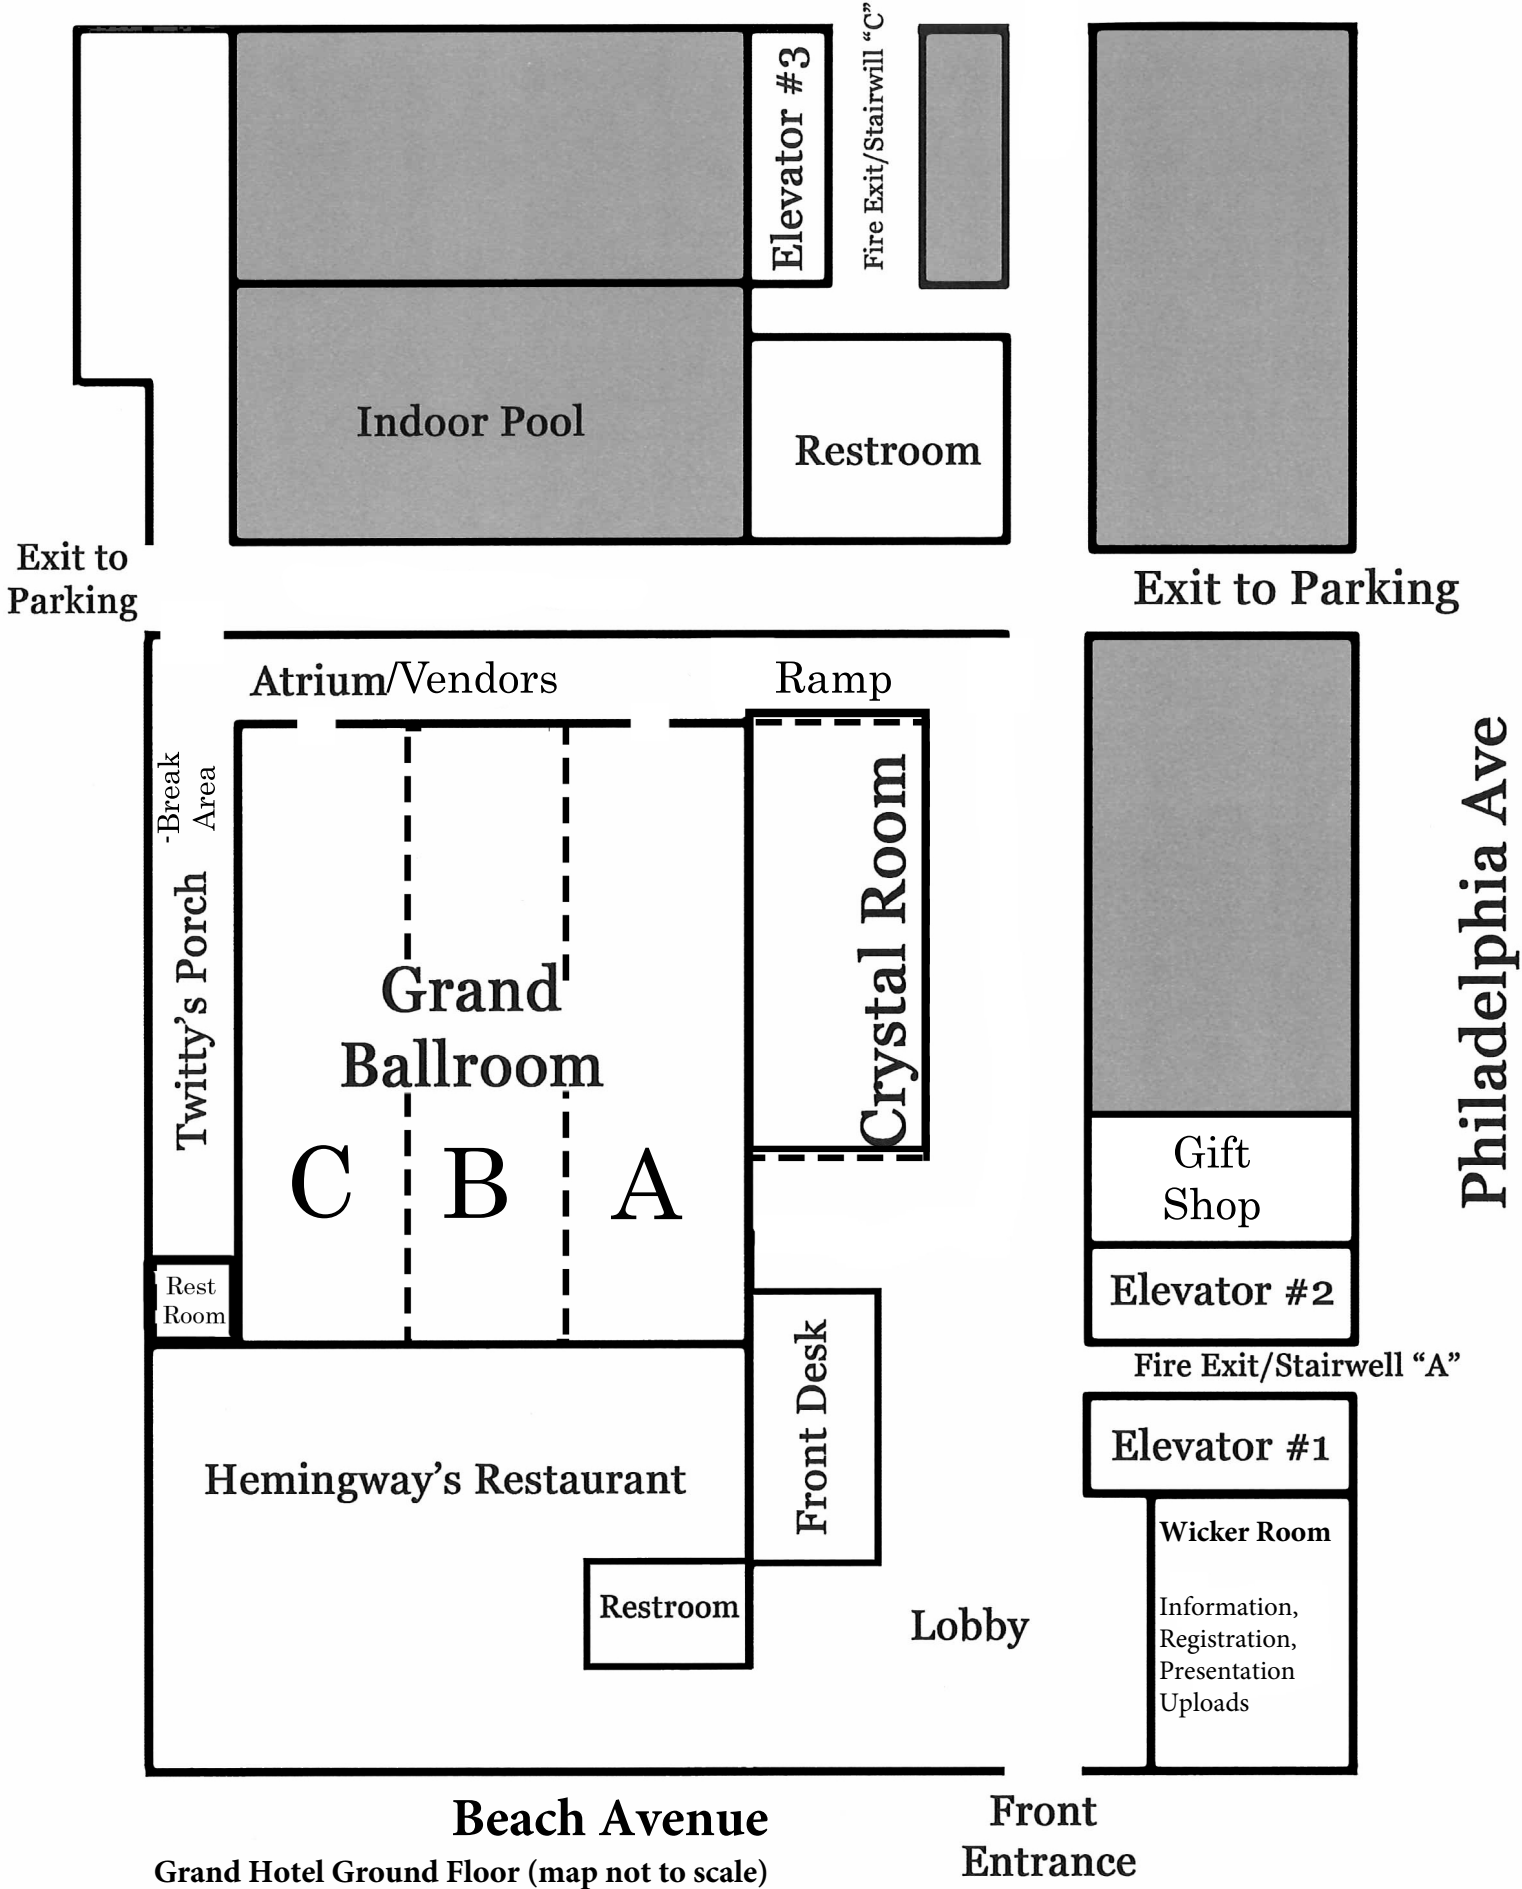 Elevator #3
Fire Exit/Stairwill “C”
Indoor Pool
Restroom
Exit to
Parking
Exit to Parking
Atrium/Vendors
Ramp
-Break
Area
Twitty’s Porch
Grand
Ballroom
C
B
A
Crystal Room
Philadelphia Ave
Gift
Shop
Elevator #2
Rest
Room
Fire Exit/Stairwell “A”
Front Desk
Elevator #1
Hemingway’s Restaurant
Wicker Room
Information,
Registration,
Presentation
Uploads
Restroom
Lobby
Beach Avenue
Front
Entrance
Grand Hotel Ground Floor (map not to scale)